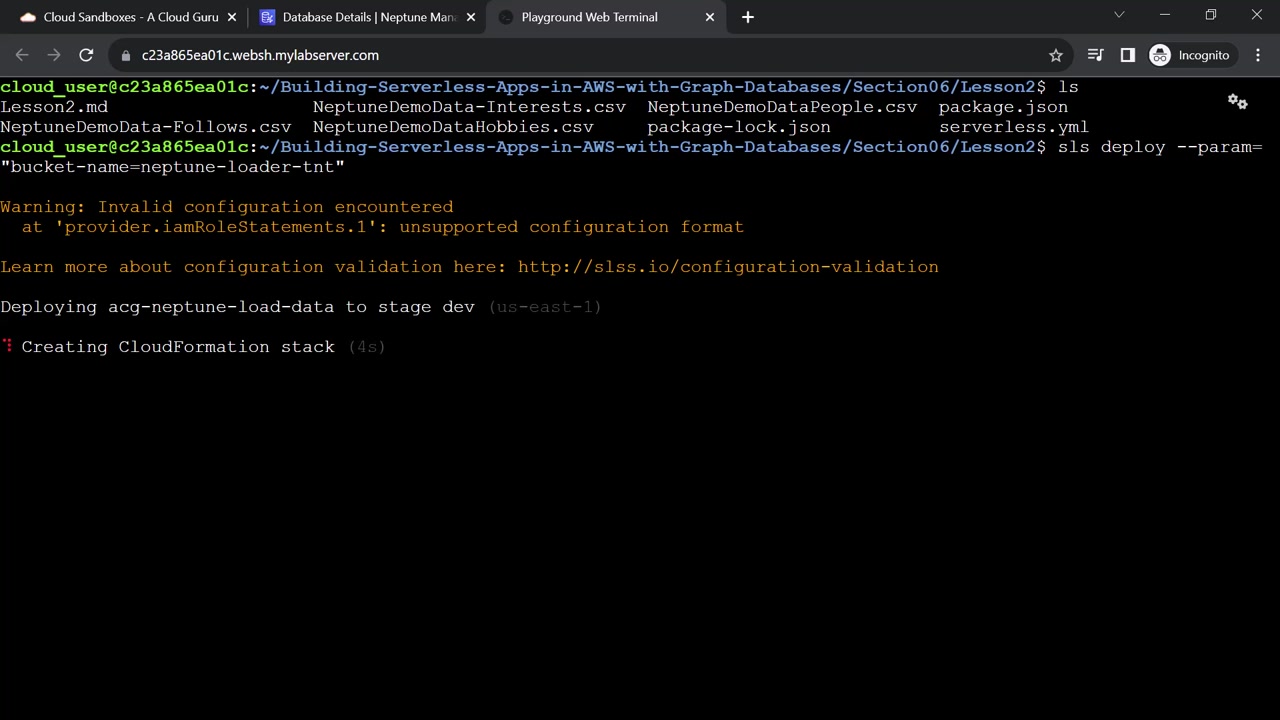 Cloud Sandboxes - A Cloud Guru
Database Details | Neptune Mana
Playground Web Terminal
c23a865ea01c.websh.mylabserver.com
Incognito
cloud_user@c23a865ea01c:~/Building-Serverless-Apps-in-AWS-with-Graph-Databases/Section06/Lesson2$ ls
Lesson2.md NeptuneDemoData-Interests.csv NeptuneDemoDataPeople.csv package.json
NeptuneDemoData-Follows.csv NeptuneDemoDataHobbies.csv package-lock.json serverless.yml
cloud_user@c23a865ea01c:~/Building-Serverless-Apps-in-AWS-with-Graph-Databases/Section06/Lesson2$ sls deploy --param=
"bucket-name=neptune-loader-tnt"
Warning: Invalid configuration encountered
at 'provider.iamRoleStatements.1': unsupported configuration format
Learn more about configuration validation here: http://slss.io/configuration-validation
Deploying acg-neptune-load-data to stage dev (us-east-1)
Creating CloudFormation stack (4s)